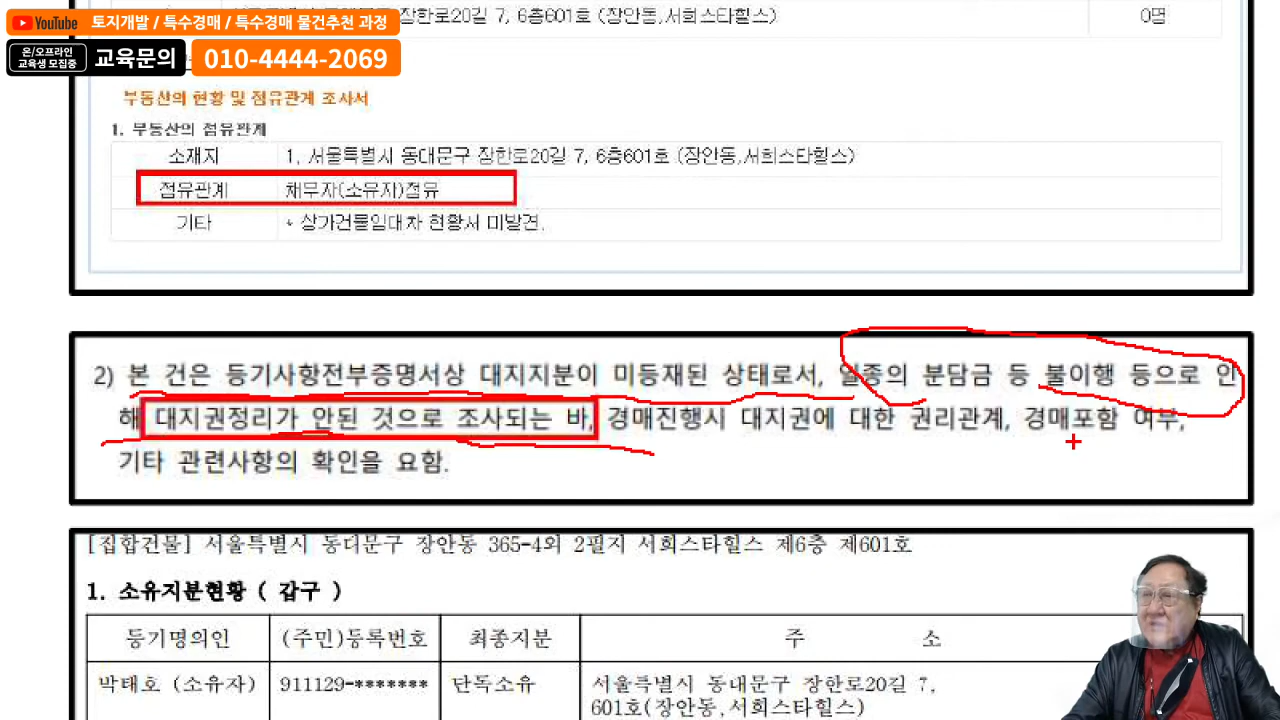 YouTube 토지개발 / 특수경매 / 특수경매 물건추천 과정
장한로20길 7, 6층601호 (장안동,서희스타힐스) 0명
온/오프라인
교육생 모집중
교육문의 010-4444-2069
부동산의 현황 및 점유관계 조사서
1. 부동산의 점유관계
소재지 1. 서울특별시 동대문구 장한로20길 7, 6층601호 (장안동,서희스타힐스)
점유관계 채무자(소유자)점유
기타 * 상가건물임대차 현황서 미발견.
2) 본 건은 등기사항전부증명서상 대지지분이 미등재된 상태로서, 일종의 분담금 등 불이행 등으로 인
해 대지권정리가 안된 것으로 조사되는 바, 경매진행시 대지권에 대한 권리관계, 경매포함 여부,
기타 관련사항의 확인을 요함.
[집합건물] 서울특별시 동대문구 장안동 365-4외 2필지 서희스타힐스 제6층 제601호
1. 소유지분현황 ( 갑구 )
등기명의인 (주민)등록번호 최종지분 주 소
박태호 (소유자) 911129-******* 단독소유 서울특별시 동대문구 장한로20길 7,
601호(장안동,서희스타힐스)